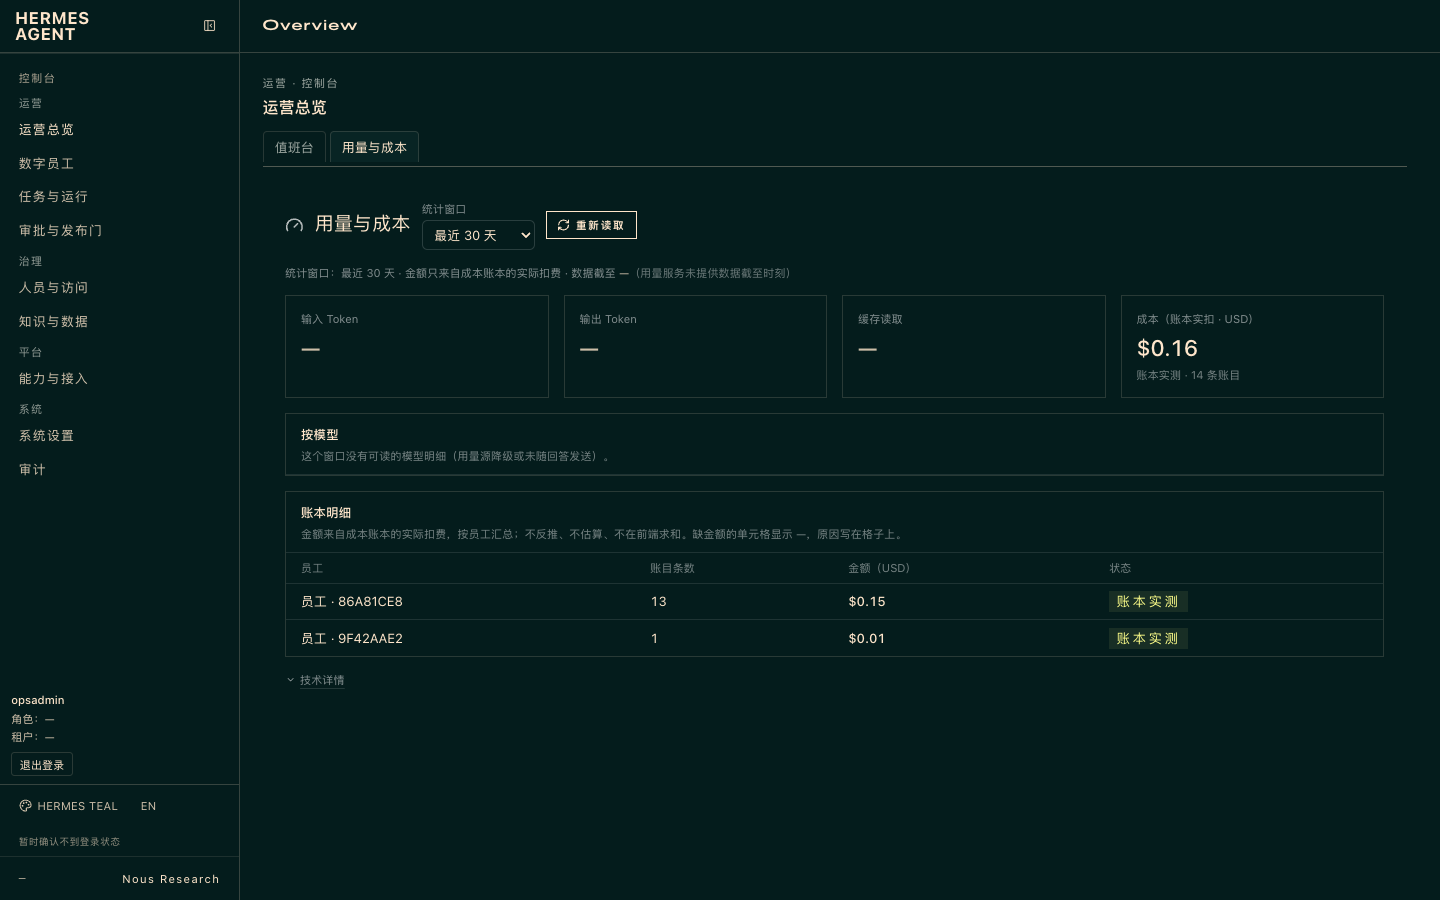 HERMES
AGENT
Overview
控制台
运营
运营总览
数字员工
任务与运行
审批与发布门
治理
人员与访问
知识与数据
平台
能力与接入
系统
系统设置
审计
opsadmin
角色：—
租户：—
退出登录
HERMES TEAL EN
暂时确认不到登录状态
— Nous Research
运营 · 控制台
运营总览
值班台 用量与成本
用量与成本
统计窗口
最近 30 天
重新读取
统计窗口：最近 30 天 · 金额只来自成本账本的实际扣费 · 数据截至 —（用量服务未提供数据截至时刻）
输入 Token
—
输出 Token
—
缓存读取
—
成本（账本实扣 · USD）
$0.16
账本实测 · 14 条账目
按模型
这个窗口没有可读的模型明细（用量源降级或未随回答发送）。
账本明细
金额来自成本账本的实际扣费，按员工汇总；不反推、不估算、不在前端求和。缺金额的单元格显示 —，原因写在格子上。
员工 账目条数 金额（USD） 状态
员工 · 86A81CE8 13 $0.15 账本实测
员工 · 9F42AAE2 1 $0.01 账本实测
技术详情